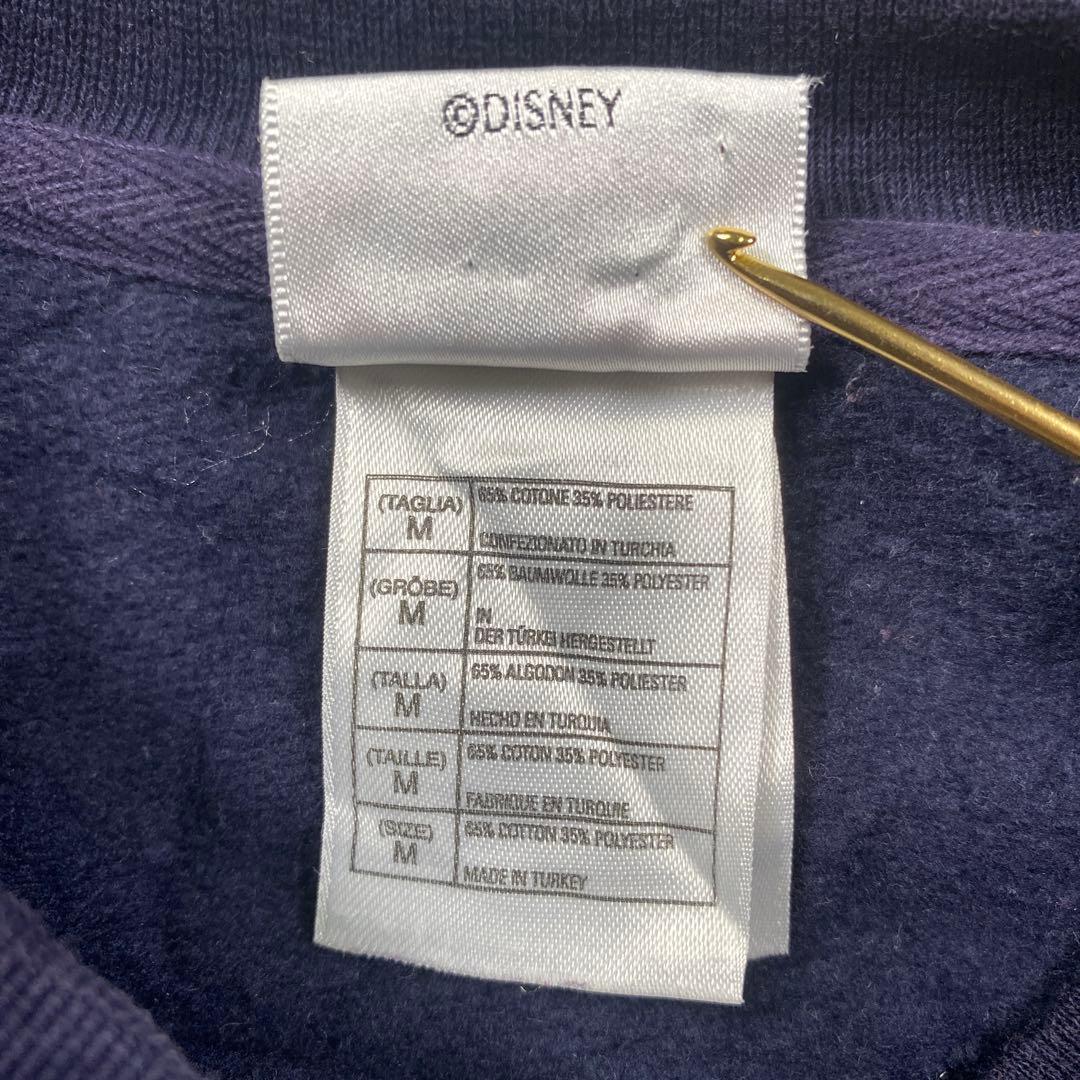 ©DISNEY
(TAGLIA)
M
65% COTONE 35% POLIESTERE
CONFEZIONATO IN TURCHIA
(GRÖBE)
M
65% BAUMWOLLE 35% POLYESTER
IN
DER TÜRKEI HERGESTELLT
(TALLA)
M
65% ALGODON 35% POLIESTER
HECHO EN TURQUIA
(TAILLE)
M
65% COTON 35% POLYESTER
FABRIQUE EN TURQUIE
(SIZE)
M
65% COTTON 35% POLYESTER
MADE IN TURKEY